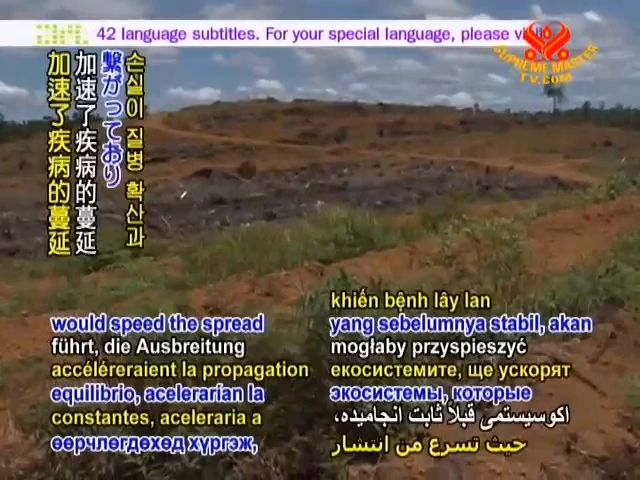 42 language subtitles. For your special language, please visit
SUPREME MASTER
TV.COM
손실이 질병 확산과
繋がっており
加速了疾病的蔓延
加速了疾病的蔓延
would speed the spread
führt, die Ausbreitung
accéléreraient la propagation
equilibrio, acelerarían la
constantes, aceleraria a
өөрчлөгдөхөд хүргэж,
khiến bệnh lây lan
yang sebelumnya stabil, akan
mogłaby przyspieszyć
екосистемите, ще ускорят
экосистемы, которые
اکوسیستمی قبلاً ثابت انجامیده،
حيث تسرع من انتشار